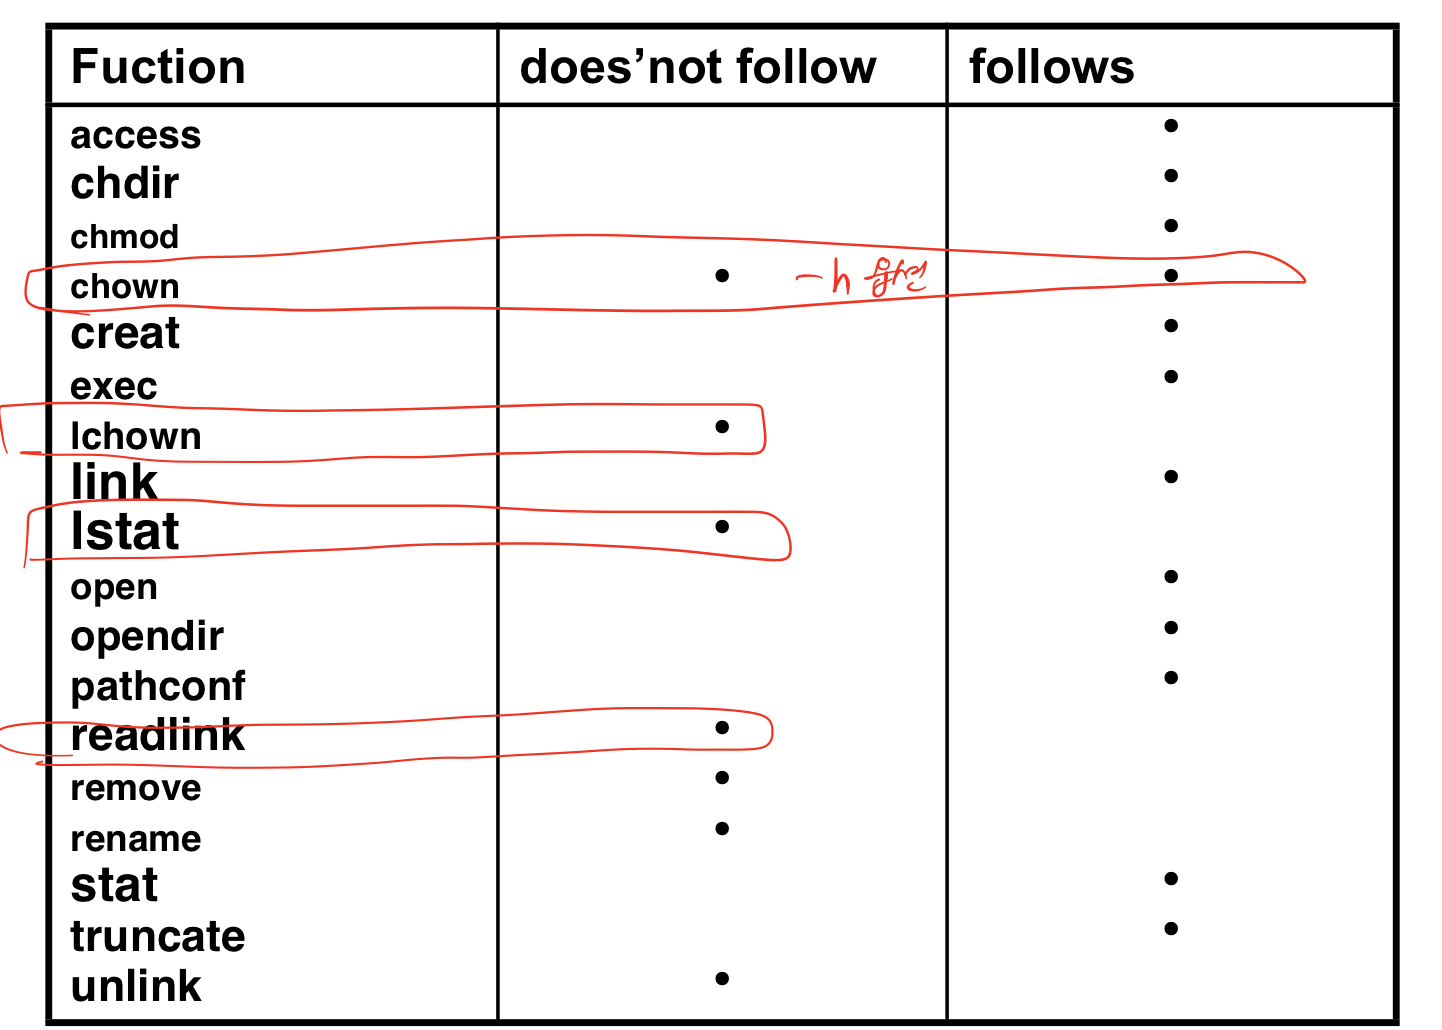 Fuction does’not follow follows
access •
chdir •
chmod •
chown • -h 옵션 •
creat •
exec •
lchown •
link •
lstat •
open •
opendir •
pathconf •
readlink •
remove •
rename •
stat •
truncate •
unlink •